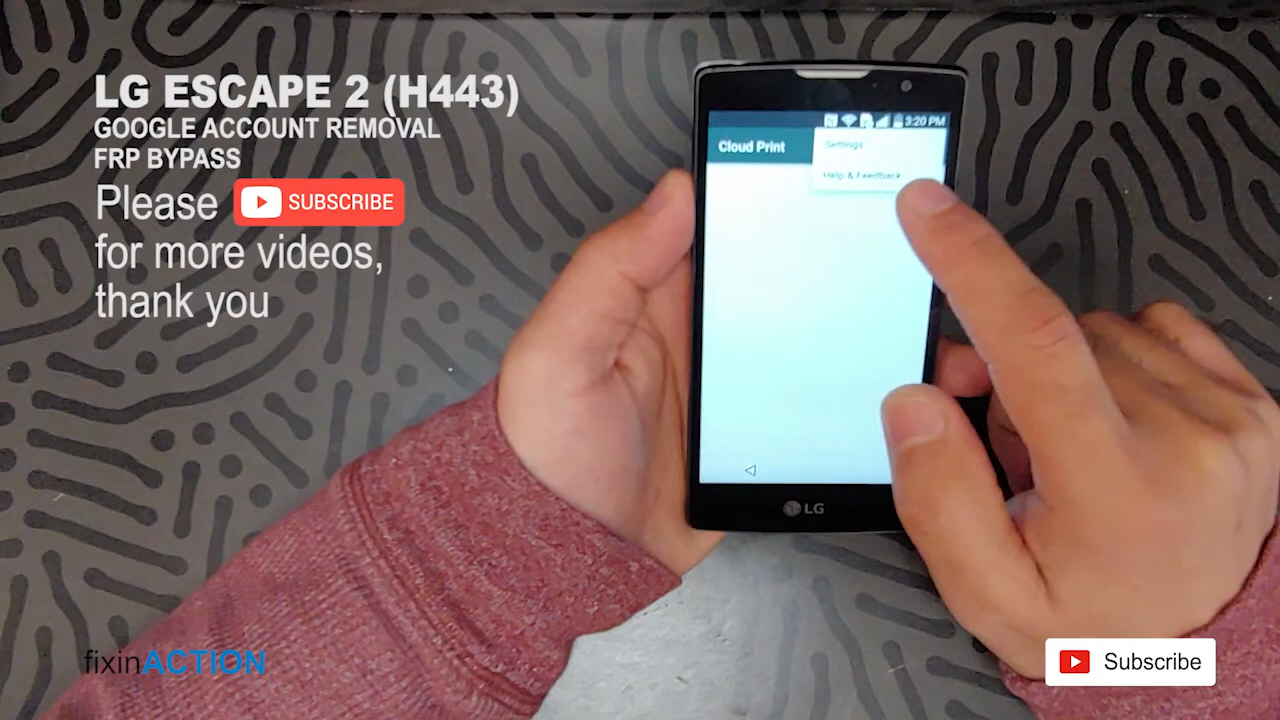 LG ESCAPE 2 (H443)
GOOGLE ACCOUNT REMOVAL
FRP BYPASS
Please SUBSCRIBE
for more videos,
thank you
3:20 PM
Cloud Print
Settings
Help & Feedback
LG
fixinACTION
Subscribe